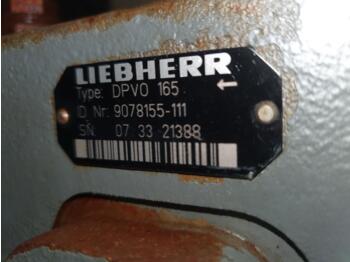 LIEBHERR
Type: DPVO 165
ID Nr: 9078155-111
SN: 07 33 21388